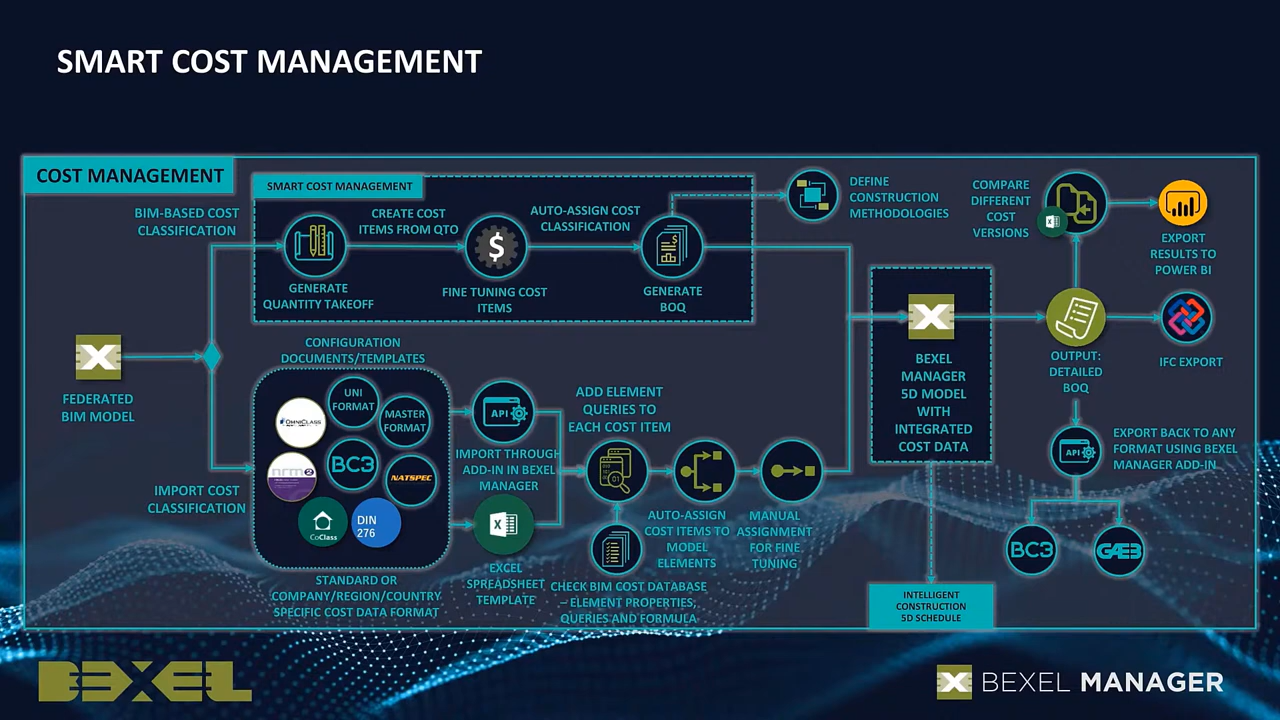 SMART COST MANAGEMENT
COST MANAGEMENT
SMART COST MANAGEMENT
BIM-BASED COST
CLASSIFICATION
CREATE COST
ITEMS FROM QTO
AUTO-ASSIGN COST
CLASSIFICATION
GENERATE
QUANTITY TAKEOFF
$
FINE TUNING COST
ITEMS
GENERATE
BOQ
DEFINE
CONSTRUCTION
METHODOLOGIES
COMPARE
DIFFERENT
COST
VERSIONS
EXPORT
RESULTS TO
POWER BI
FEDERATED
BIM MODEL
IMPORT COST
CLASSIFICATION
CONFIGURATION
DOCUMENTS/TEMPLATES
OMNICLASS
UNI
FORMAT
MASTER
FORMAT
nrm2
BC3
NATSPEC
CoClass
DIN
276
STANDARD OR
COMPANY/REGION/COUNTRY
SPECIFIC COST DATA FORMAT
API
IMPORT THROUGH
ADD-IN IN BEXEL
MANAGER
EXCEL
SPREADSHEET
TEMPLATE
ADD ELEMENT
QUERIES TO
EACH COST ITEM
CHECK BIM COST DATABASE
– ELEMENT PROPERTIES,
QUERIES AND FORMULA
AUTO-ASSIGN
COST ITEMS TO
MODEL
ELEMENTS
MANUAL
ASSIGNMENT
FOR FINE
TUNING
BEXEL
MANAGER
5D MODEL
WITH
INTEGRATED
COST DATA
INTELLIGENT
CONSTRUCTION
5D SCHEDULE
OUTPUT:
DETAILED
BOQ
IFC EXPORT
API
EXPORT BACK TO ANY
FORMAT USING BEXEL
MANAGER ADD-IN
BC3
GAEB
BEXEL
BEXEL MANAGER